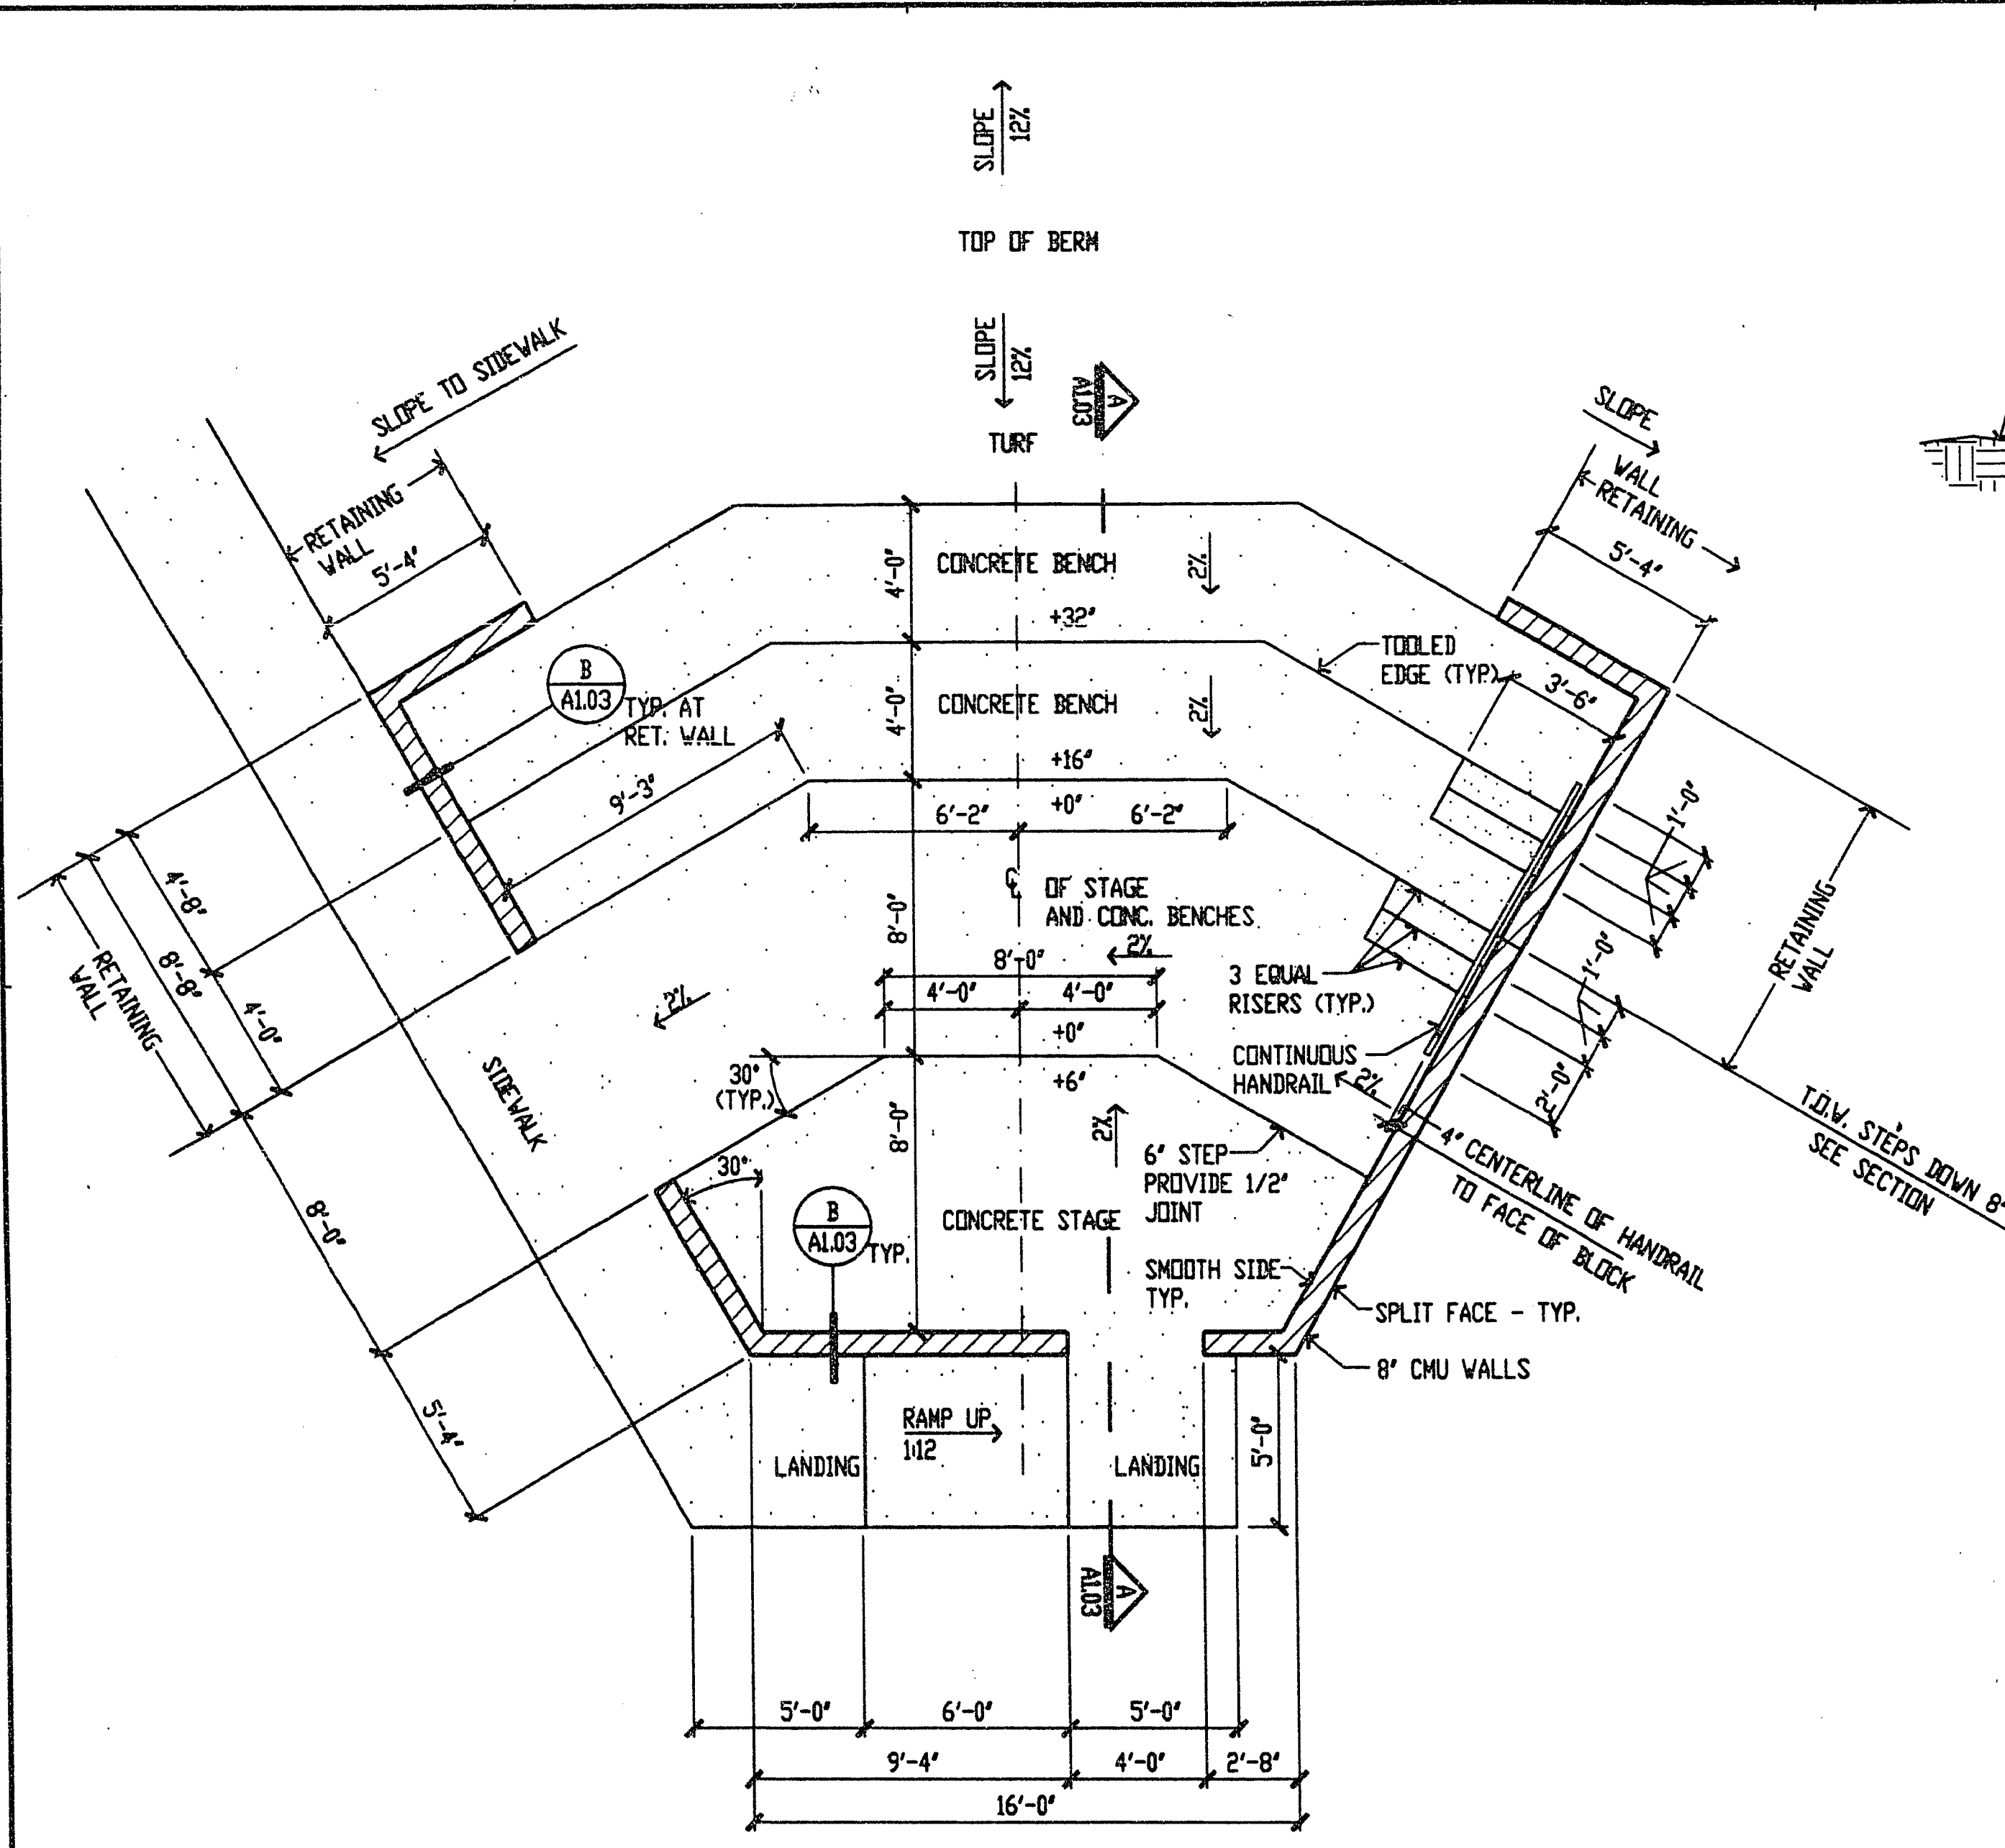 SLOPE
12%
TOP OF BERM
SLOPE
12%
A
A1.03
TURF
SLOPE TO SIDEWALK
SLOPE
RETAINING
WALL
5'-4"
WALL
RETAINING
5'-4"
4'-0"
CONCRETE BENCH
2%
+32"
TOOLED
EDGE (TYP.)
3'-6"
B
A1.03
TYP. AT
RET. WALL
4'-0"
CONCRETE BENCH
2%
+16"
9'-3"
6'-2"
+0"
6'-2"
1'-0"
4'-8"
8'-8"
4'-0"
RETAINING
WALL
8'-0"
℄ OF STAGE
AND CONC. BENCHES
2%
8'-0"
4'-0"
4'-0"
3 EQUAL
RISERS (TYP.)
1'-0"
RETAINING
WALL
2%
+0"
+6"
CONTINUOUS
HANDRAIL
2%
2'-0"
SIDEWALK
30°
(TYP.)
8'-0"
2%
6" STEP
PROVIDE 1/2"
JOINT
4" CENTERLINE OF HANDRAIL
TO FACE OF BLOCK
T.O.W. STEPS DOWN 8"
SEE SECTION
30°
8'-0"
B
A1.03
TYP.
CONCRETE STAGE
SMOOTH SIDE
TYP.
SPLIT FACE - TYP.
8" CMU WALLS
5'-4"
RAMP UP
1:12
LANDING
LANDING
5'-0"
A
A1.03
5'-0"
6'-0"
5'-0"
9'-4"
4'-0"
2'-8"
16'-0"